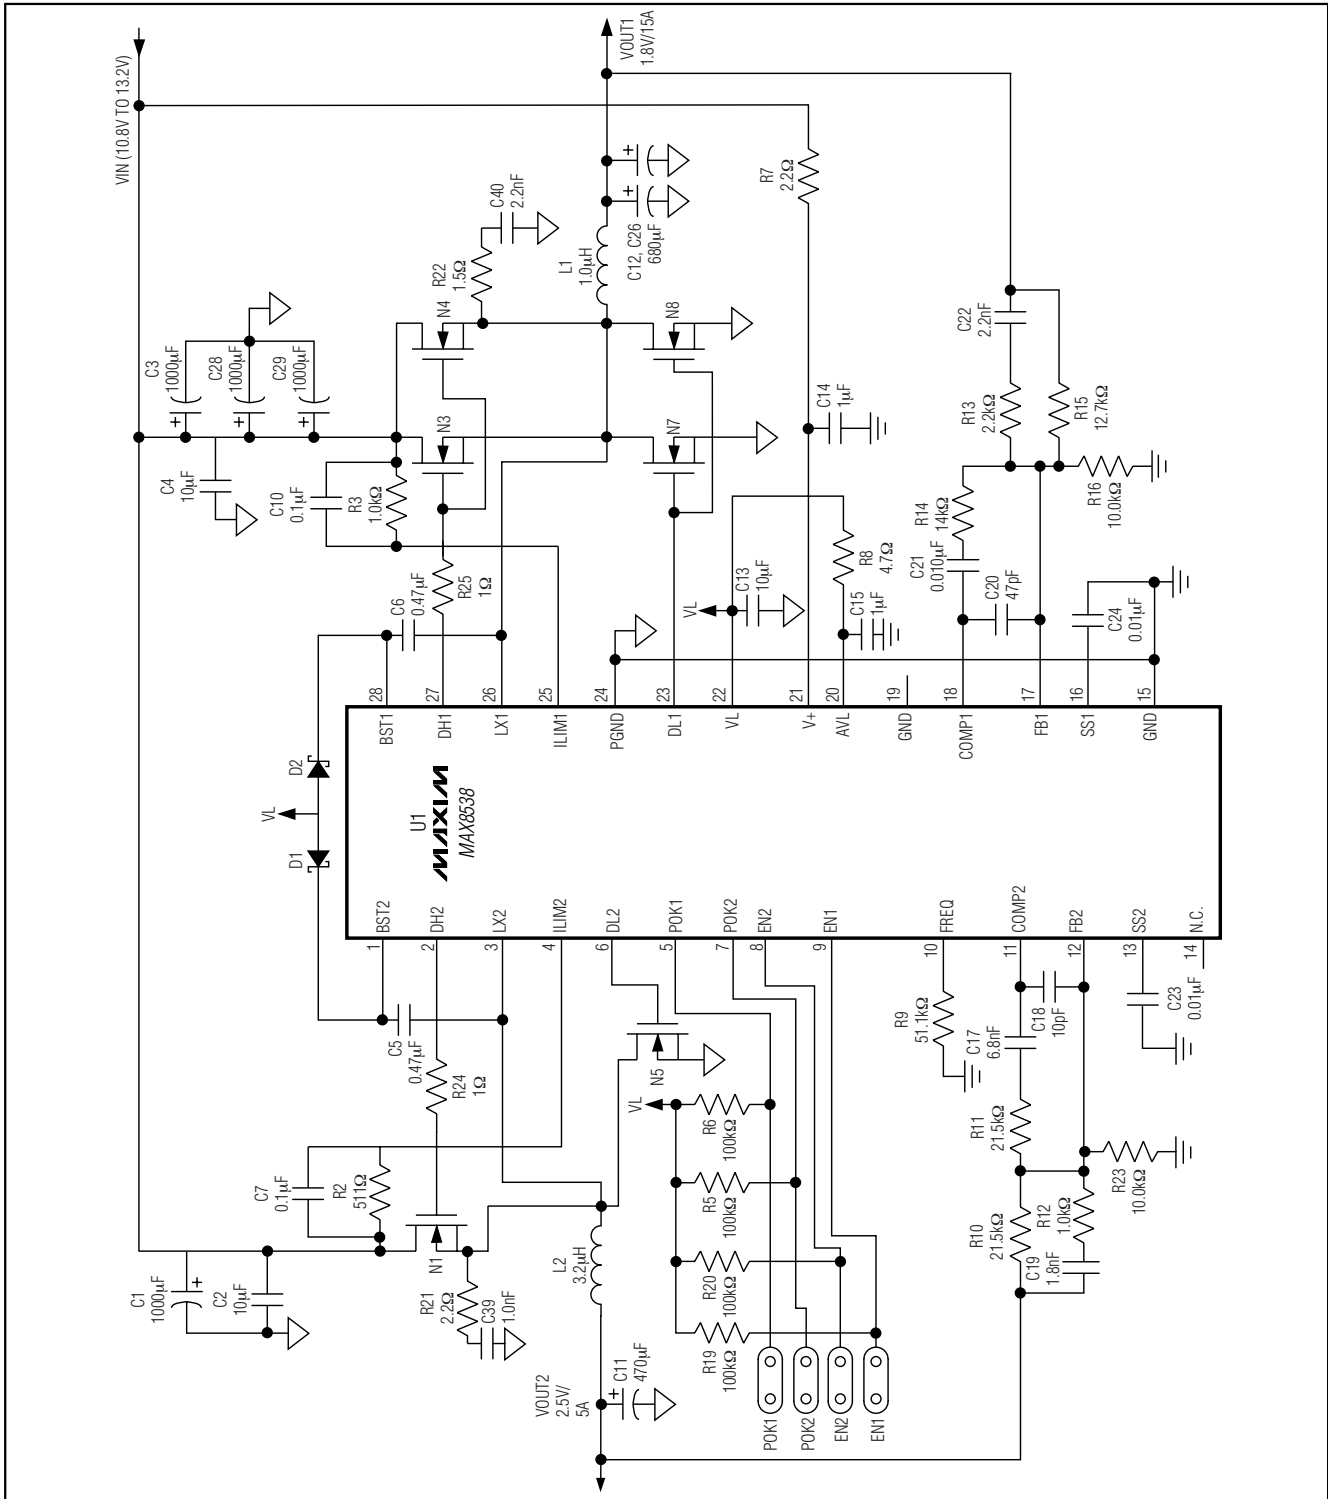 VIN (10.8V TO 13.2V)
VOUT1
1.8V/15A
C3
1000µF
C28
1000µF
C29
1000µF
C4
10µF
C10
0.1µF
R3
1.0kΩ
N3
N4
R22
1.5Ω
C40
2.2nF
L1
1.0µH
C12, C26
680µF
N7
N8
R7
2.2Ω
C14
1µF
C22
2.2nF
R13
2.2kΩ
R15
12.7kΩ
R16
10.0kΩ
R14
14kΩ
C21
0.010µF
C20
47pF
C24
0.01µF
R8
4.7Ω
C15
1µF
VL
C13
10µF
C6
0.47µF
R25
1Ω
D2
VL
D1
28
27
26
25
24
23
22
21
20
19
18
17
16
15
BST1
DH1
LX1
ILIM1
PGND
DL1
VL
V+
AVL
GND
COMP1
FB1
SS1
GND
U1
MAXIM
MAX8538
BST2
DH2
LX2
ILIM2
DL2
POK1
POK2
EN2
EN1
FREQ
COMP2
FB2
SS2
N.C.
1
2
3
4
6
5
7
8
9
10
11
12
13
14
C5
0.47µF
R24
1Ω
C7
0.1µF
R2
511Ω
N1
C1
1000µF
C2
10µF
R21
2.2Ω
C39
1.0nF
L2
3.2µH
N5
VL
R6
100kΩ
R5
100kΩ
R20
100kΩ
R19
100kΩ
VOUT2
2.5V/
5A
C11
470µF
POK1
POK2
EN2
EN1
R9
51.1kΩ
C17
6.8nF
C18
10pF
C23
0.01µF
R11
21.5kΩ
R10
21.5kΩ
R12
1.0kΩ
C19
1.8nF
R23
10.0kΩ